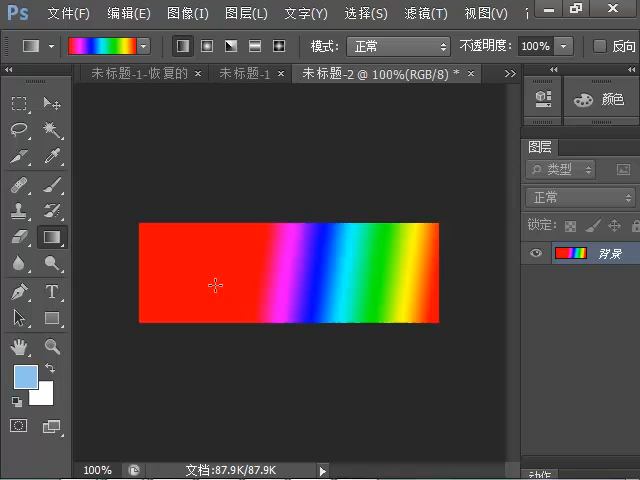 Ps 文件(F) 编辑(E) 图像(I) 图层(L) 文字(Y) 选择(S) 滤镜(T) 视图(V)
模式: 正常 不透明度: 100% 反向
未标题-1-恢复的 × 未标题-1 × 未标题-2 @ 100%(RGB/8) * ×
颜色
图层
类型
正常
锁定:
背景
T
100% 文档:87.9K/87.9K
动作